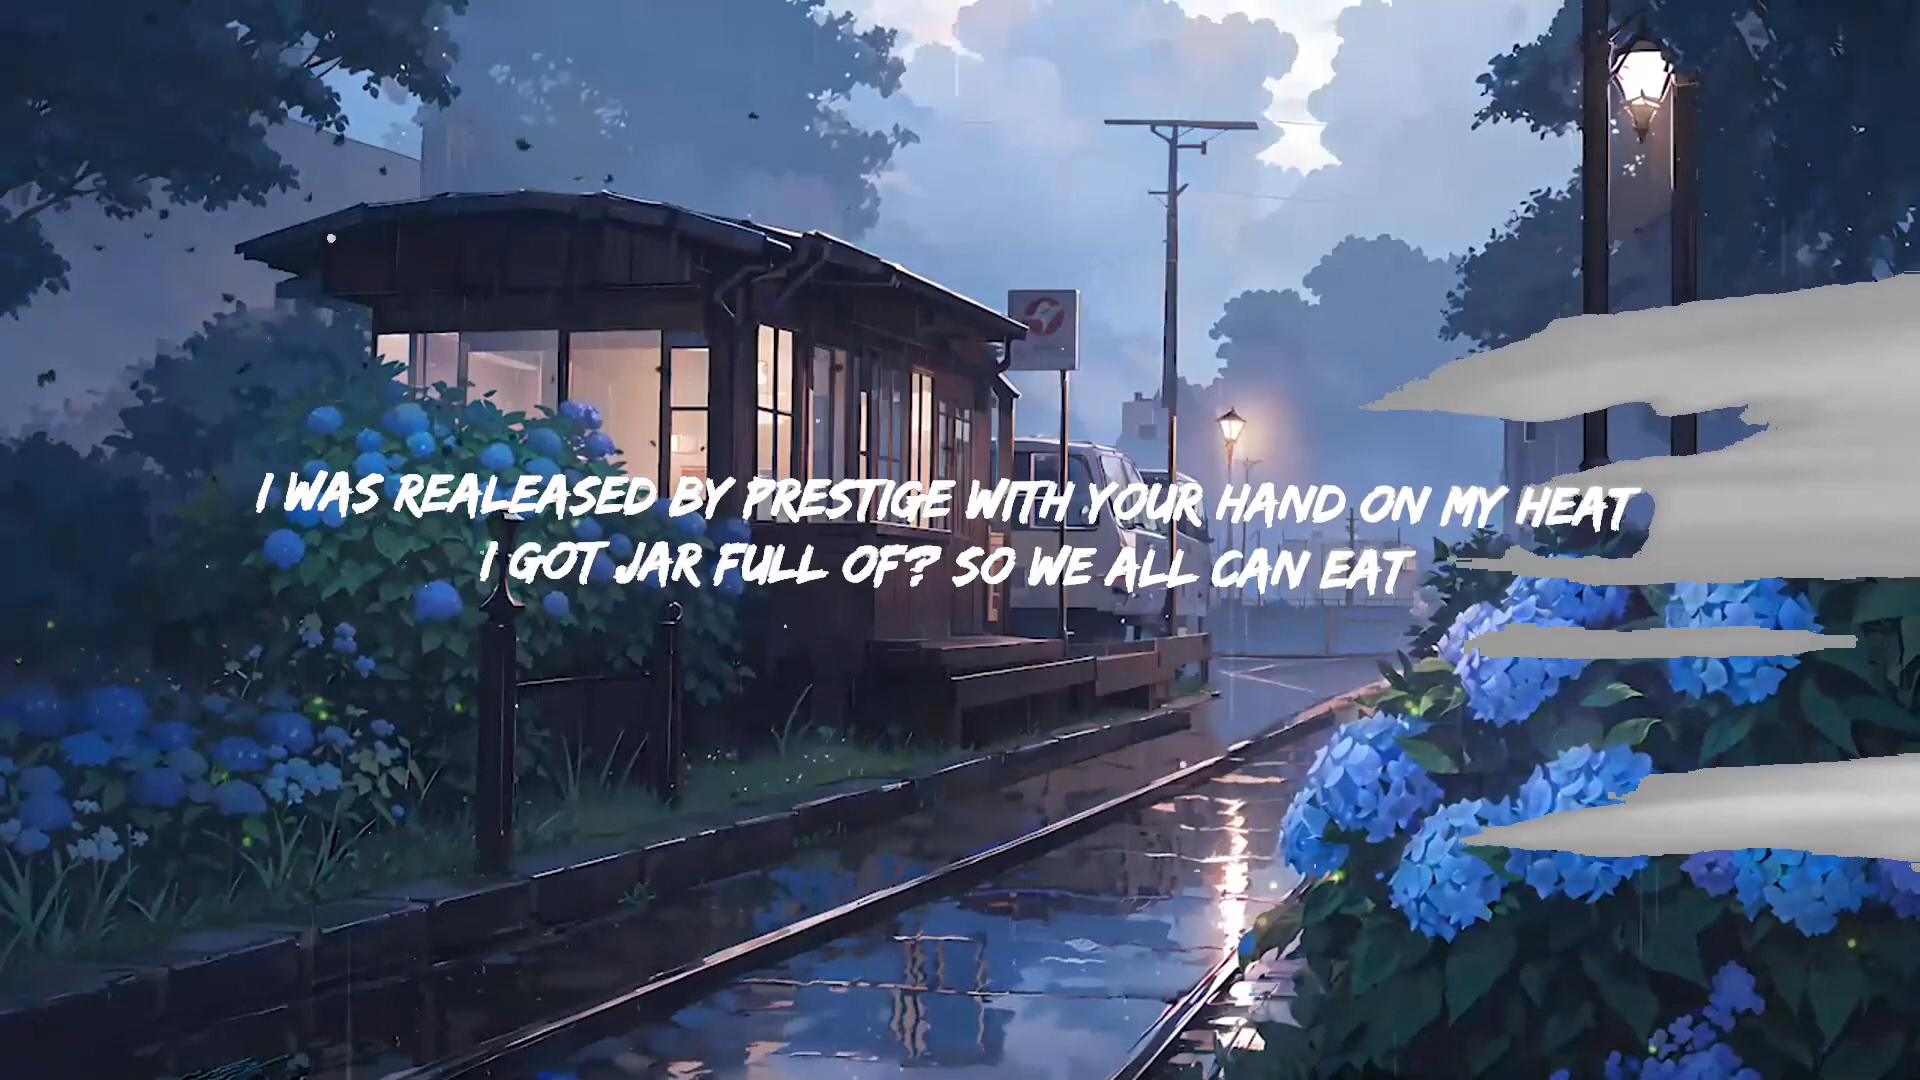 I WAS REALEASED BY PRESTIGE WITH YOUR HAND ON MY HEAT
I GOT JAR FULL OF? SO WE ALL CAN EAT